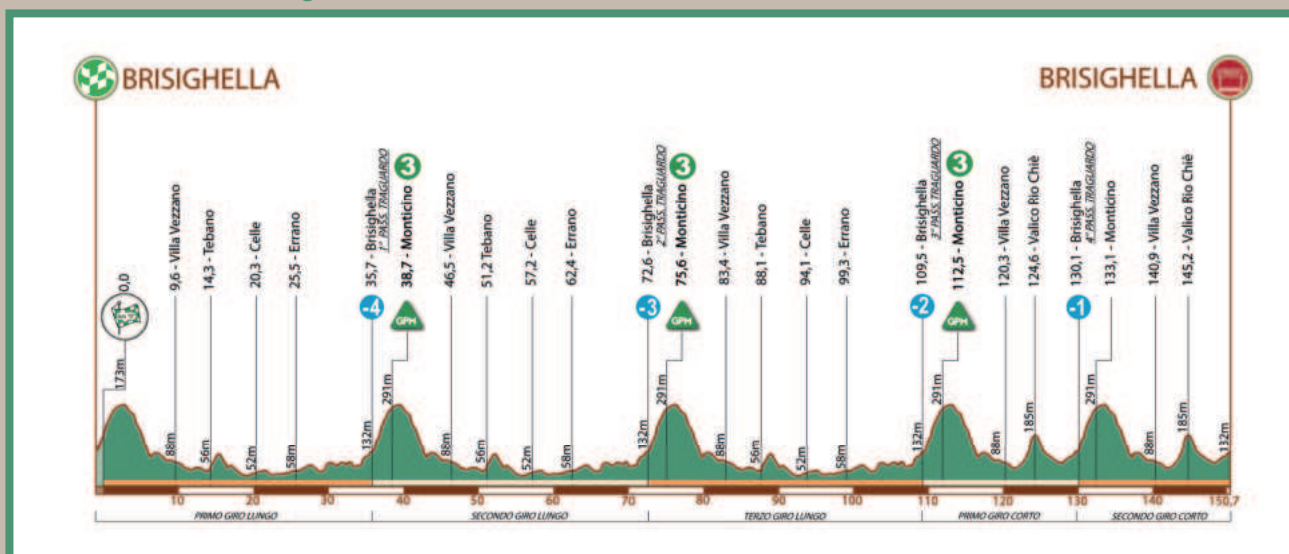 BRISIGHELLA
BRISIGHELLA
0,0
9,6 - Villa Vezzano
14,3 - Tebano
20,3 - Celle
25,5 - Errano
35,7 - Brisighella
1° PASS. TRAGUARDO
38,7 - Monticino
3
46,5 - Villa Vezzano
51,2 Tebano
57,2 - Celle
62,4 - Errano
72,6 - Brisighella
2° PASS. TRAGUARDO
75,6 - Monticino
3
83,4 - Villa Vezzano
88,1 - Tebano
94,1 - Celle
99,3 - Errano
109,5 - Brisighella
3° PASS. TRAGUARDO
112,5 - Monticino
3
120,3 - Villa Vezzano
124,6 - Valico Rio Chiè
130,1 - Brisighella
4° PASS. TRAGUARDO
133,1 - Monticino
140,9 - Villa Vezzano
145,2 - Valico Rio Chiè
-4
GPM
-3
GPM
-2
GPM
-1
173m
88m
56m
52m
58m
132m
291m
88m
56m
52m
58m
132m
291m
88m
56m
52m
58m
132m
291m
88m
185m
132m
291m
88m
185m
132m
10 20 30 40 50 60 70 80 90 100 110 120 130 140 150,7
PRIMO GIRO LUNGO
SECONDO GIRO LUNGO
TERZO GIRO LUNGO
PRIMO GIRO CORTO
SECONDO GIRO CORTO